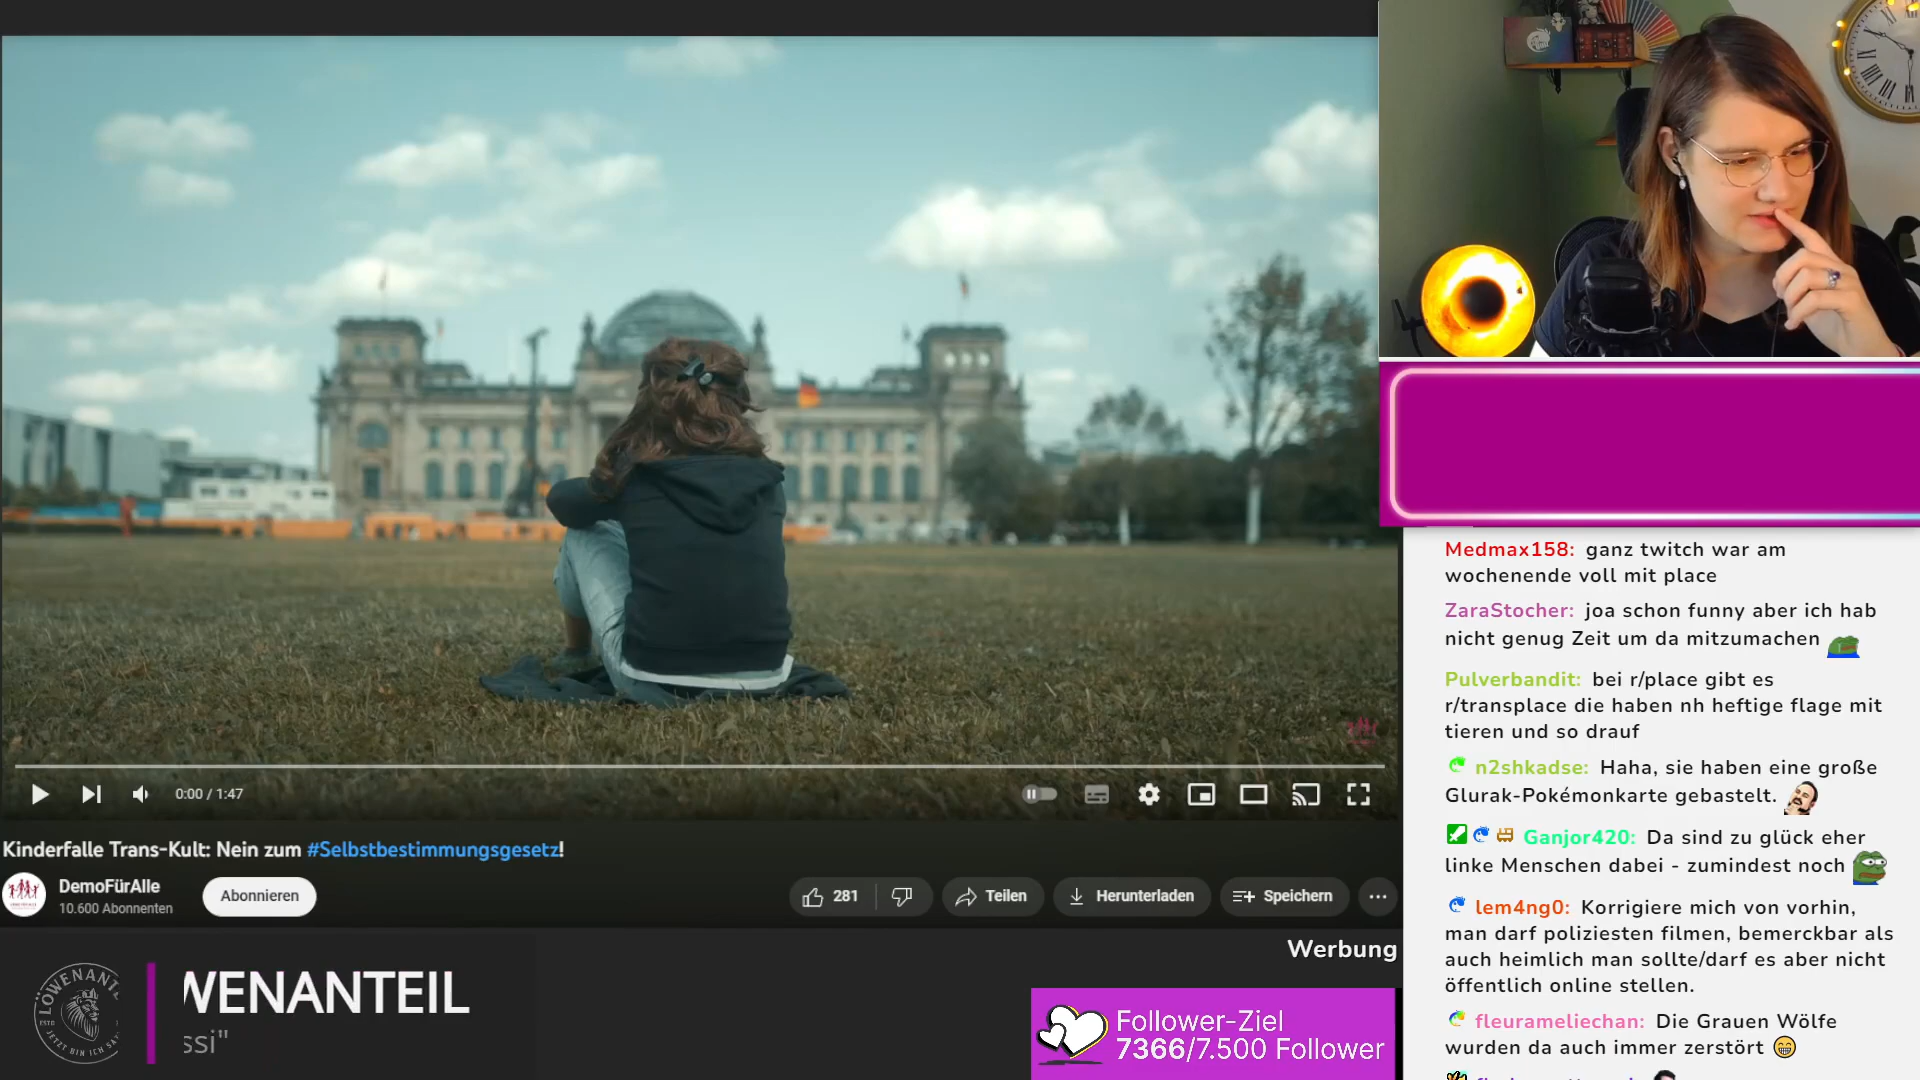 0:00 / 1:47
Kinderfalle Trans-Kult: Nein zum #Selbstbestimmungsgesetz!
DemoFürAlle
10.600 Abonnenten
Abonnieren
281
Teilen
Herunterladen
Speichern
Werbung
LÖWENANTEIL
ESTD
JETZT BIN ICH SA
WENANTEIL
ssi"
Follower-Ziel
7366/7.500 Follower
Medmax158: ganz twitch war am
wochenende voll mit place
ZaraStocher: joa schon funny aber ich hab
nicht genug Zeit um da mitzumachen
Pulverbandit: bei r/place gibt es
r/transplace die haben nh heftige flage mit
tieren und so drauf
n2shkadse: Haha, sie haben eine große
Glurak-Pokémonkarte gebastelt.
Ganjor420: Da sind zu glück eher
linke Menschen dabei - zumindest noch
lem4ng0: Korrigiere mich von vorhin,
man darf poliziesten filmen, bemerckbar als
auch heimlich man sollte/darf es aber nicht
öffentlich online stellen.
fleurameliechan: Die Grauen Wölfe
wurden da auch immer zerstört